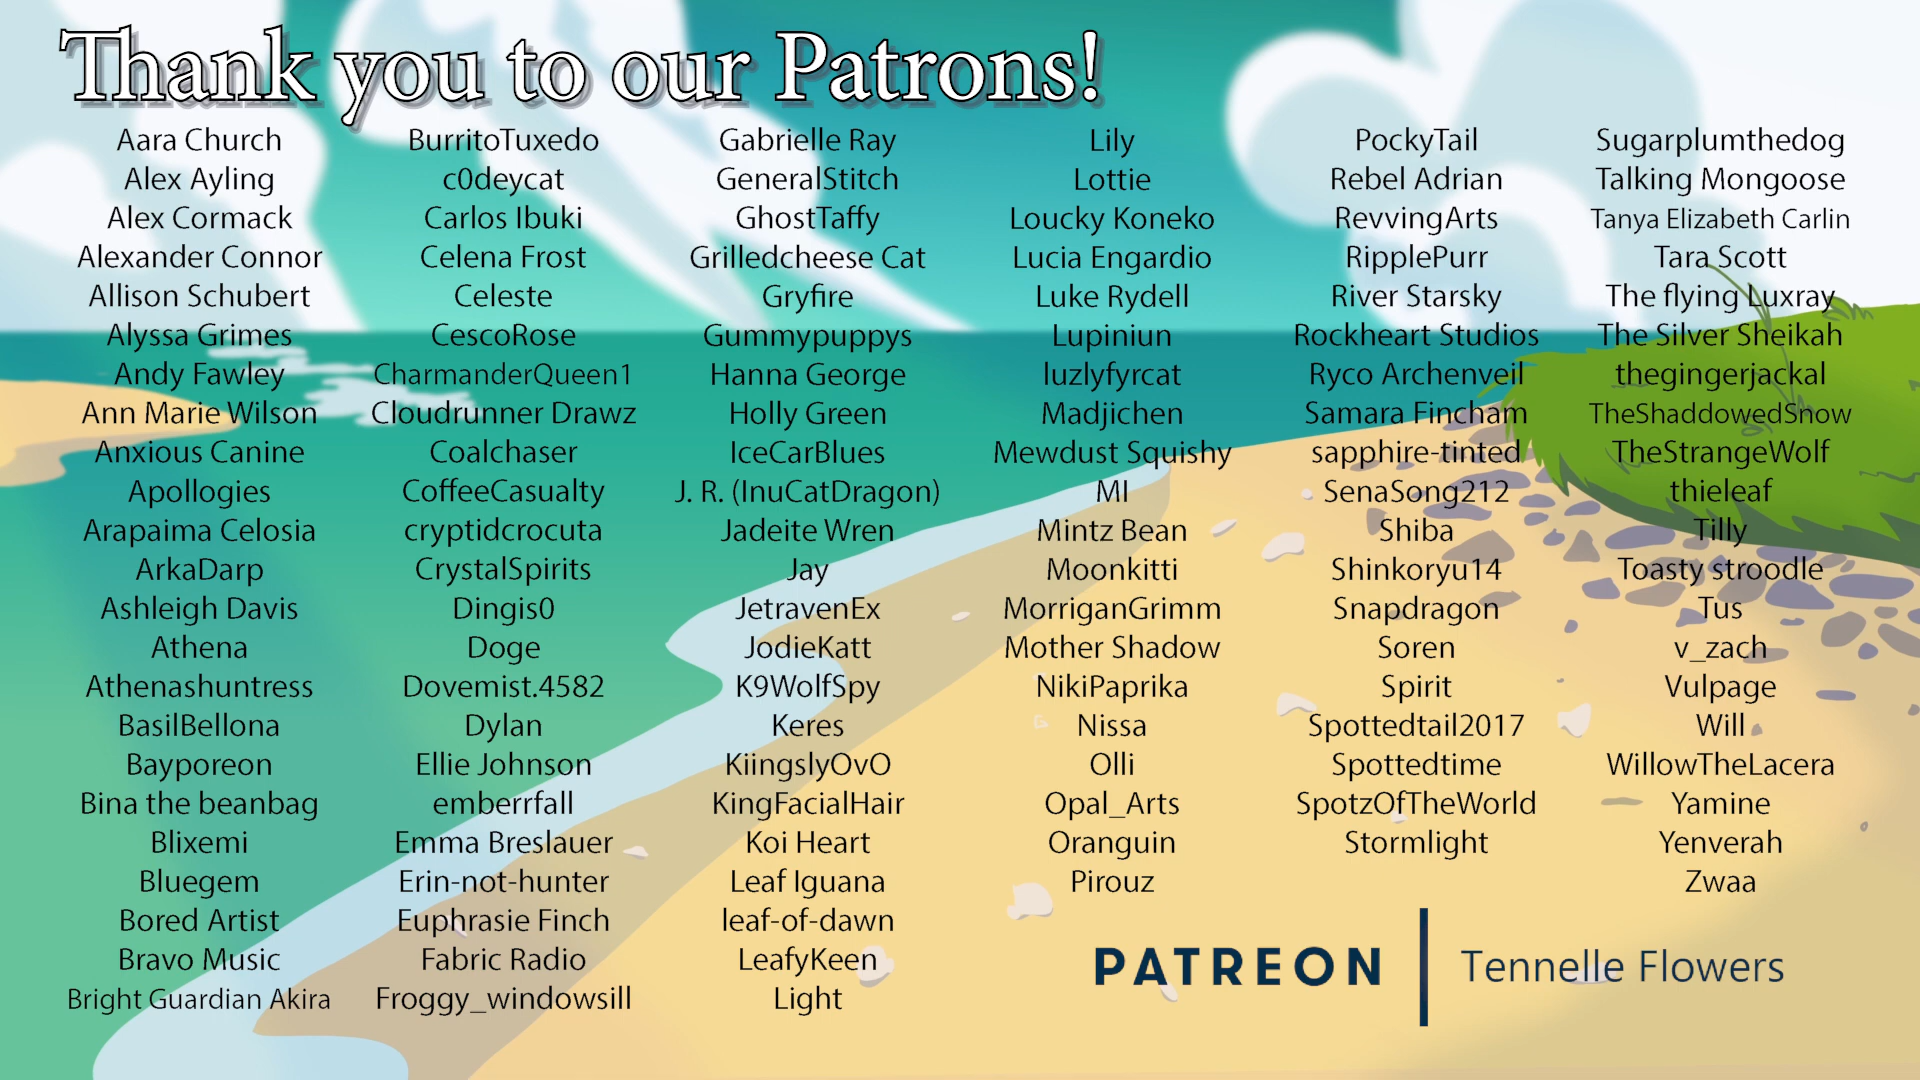 Thank you to our Patrons!
Aara Church
Alex Ayling
Alex Cormack
Alexander Connor
Allison Schubert
Alyssa Grimes
Andy Fawley
Ann Marie Wilson
Anxious Canine
Apollogies
Arapaima Celosia
ArkaDarp
Ashleigh Davis
Athena
Athenashuntress
BasilBellona
Bayporeon
Bina the beanbag
Blixemi
Bluegem
Bored Artist
Bravo Music
Bright Guardian Akira
BurritoTuxedo
c0deycat
Carlos Ibuki
Celena Frost
Celeste
CescoRose
CharmanderQueen1
Cloudrunner Drawz
Coalchaser
CoffeeCasualty
cryptidcrocuta
CrystalSpirits
Dingis0
Doge
Dovemist.4582
Dylan
Ellie Johnson
emberrfall
Emma Breslauer
Erin-not-hunter
Euphrasie Finch
Fabric Radio
Froggy_windowsill
Gabrielle Ray
GeneralStitch
GhostTaffy
Grilledcheese Cat
Gryfire
Gummypuppys
Hanna George
Holly Green
IceCarBlues
J. R. (InuCatDragon)
Jadeite Wren
Jay
JetravenEx
JodieKatt
K9WolfSpy
Keres
KiingslyOvO
KingFacialHair
Koi Heart
Leaf Iguana
leaf-of-dawn
LeafyKeen
Light
Lily
Lottie
Loucky Koneko
Lucia Engardio
Luke Rydell
Lupiniun
luzlyfyrcat
Madjichen
Mewdust Squishy
MI
Mintz Bean
Moonkitti
MorriganGrimm
Mother Shadow
NikiPaprika
Nissa
Olli
Opal_Arts
Oranguin
Pirouz
PockyTail
Rebel Adrian
RevvingArts
RipplePurr
River Starsky
Rockheart Studios
Ryco Archenveil
Samara Fincham
sapphire-tinted
SenaSong212
Shiba
Shinkoryu14
Snapdragon
Soren
Spirit
Spottedtail2017
Spottedtime
SpotzOfTheWorld
Stormlight
Sugarplumthedog
Talking Mongoose
Tanya Elizabeth Carlin
Tara Scott
The flying Luxray
The Silver Sheikah
thegingerjackal
TheShaddowedSnow
TheStrangeWolf
thieleaf
Tilly
Toasty stroodle
Tus
v_zach
Vulpage
Will
WillowTheLacera
Yamine
Yenverah
Zwaa
PATREON | Tennelle Flowers